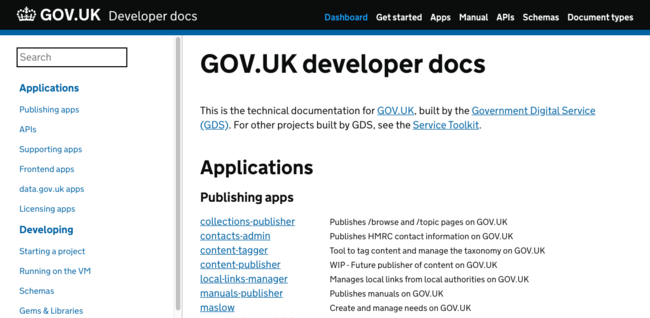 GOV.UK Developer docs
Dashboard Get started Apps Manual APIs Schemas Document types
Search
Applications
Publishing apps
APIs
Supporting apps
Frontend apps
data.gov.uk apps
Licensing apps
Developing
Starting a project
Running on the VM
Schemas
Gems & Libraries
GOV.UK developer docs
This is the technical documentation for GOV.UK, built by the Government Digital Service
(GDS). For other projects built by GDS, see the Service Toolkit.
Applications
Publishing apps
collections-publisher Publishes /browse and /topic pages on GOV.UK
contacts-admin Publishes HMRC contact information on GOV.UK
content-tagger Tool to tag content and manage the taxonomy on GOV.UK
content-publisher WIP - Future publisher of content on GOV.UK
local-links-manager Manages local links from local authorities on GOV.UK
manuals-publisher Publishes manuals on GOV.UK
maslow Create and manage needs on GOV.UK